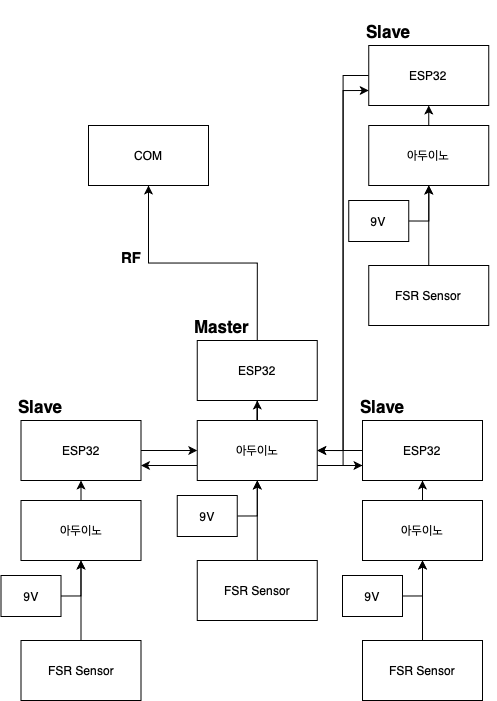 Slave
ESP32
COM
아두이노
9V
RF
FSR Sensor
Master
ESP32
Slave
Slave
ESP32
아두이노
ESP32
9V
아두이노
아두이노
FSR Sensor
9V
9V
FSR Sensor
FSR Sensor